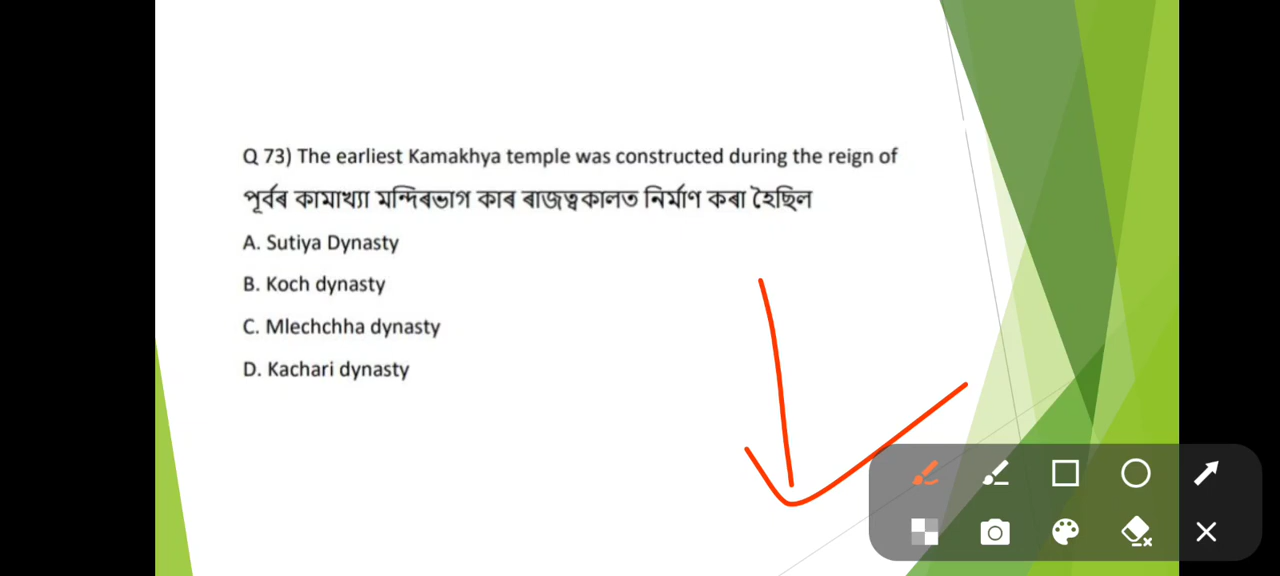 Q 73) The earliest Kamakhya temple was constructed during the reign of
পূৰ্বৰ কামাখ্যা মন্দিৰভাগ কাৰ ৰাজত্বকালত নিৰ্মাণ কৰা হৈছিল
A. Sutiya Dynasty
B. Koch dynasty
C. Mlechchha dynasty
D. Kachari dynasty